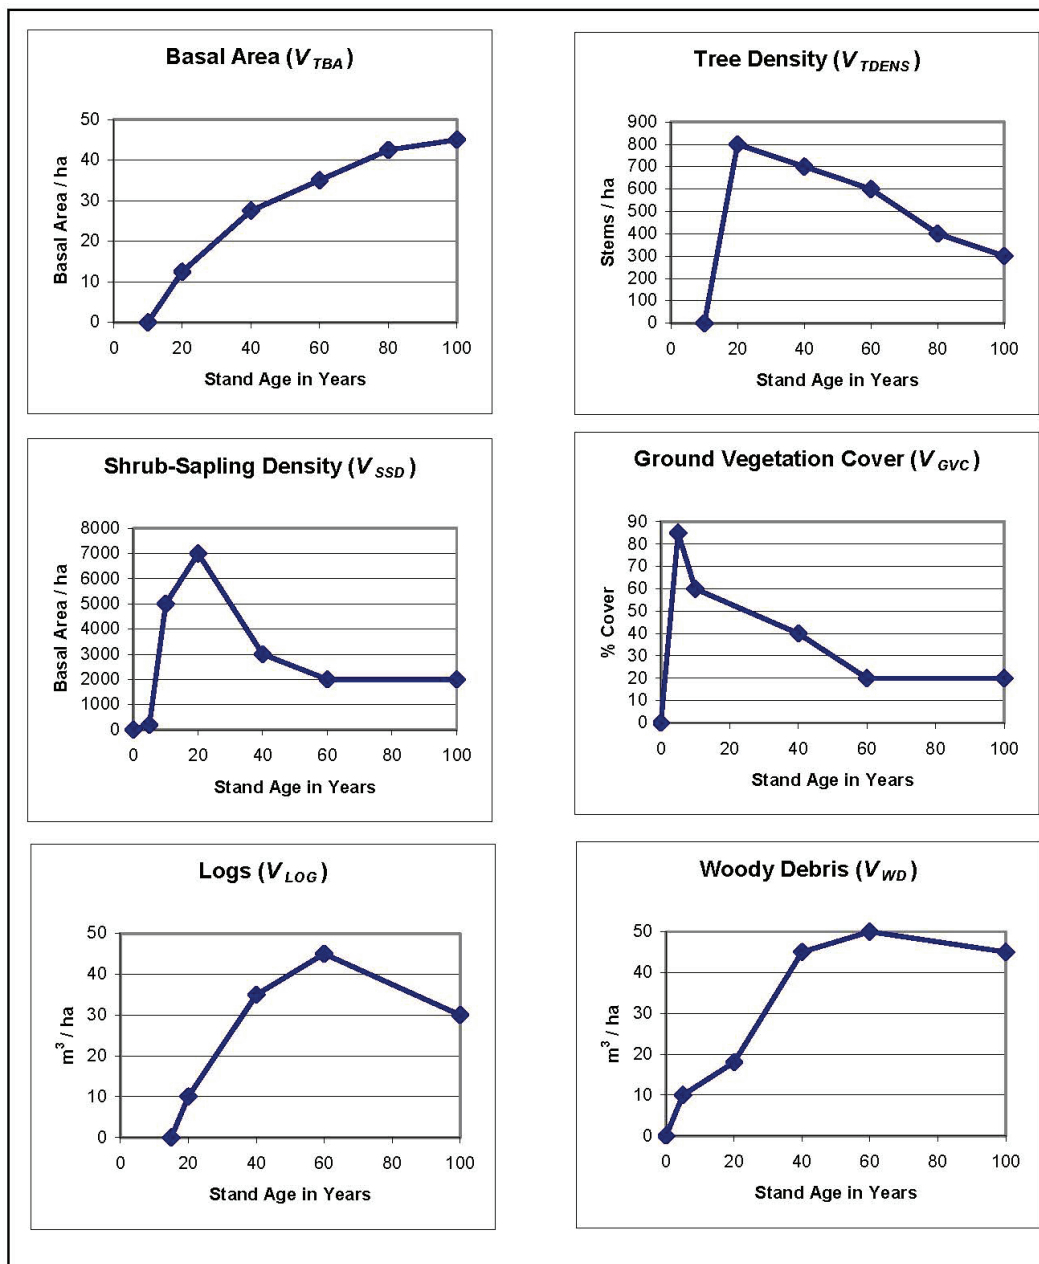 Basal Area (V TBA)
50
40
30
20
10
0
Basal Area / ha
0 20 40 60 80 100
Stand Age in Years
Tree Density (V TDENS)
900
800
700
600
500
400
300
200
100
0
Stems / ha
0 20 40 60 80 100
Stand Age in Years
Shrub-Sapling Density (V SSD)
8000
7000
6000
5000
4000
3000
2000
1000
0
Basal Area / ha
0 20 40 60 80 100
Stand Age in Years
Ground Vegetation Cover (V GVC)
90
80
70
60
50
40
30
20
10
0
% Cover
0 20 40 60 80 100
Stand Age in Years
Logs (V LOG)
50
40
30
20
10
0
m³ / ha
0 20 40 60 80 100
Stand Age in Years
Woody Debris (V WD)
50
40
30
20
10
0
m³ / ha
0 20 40 60 80 100
Stand Age in Years